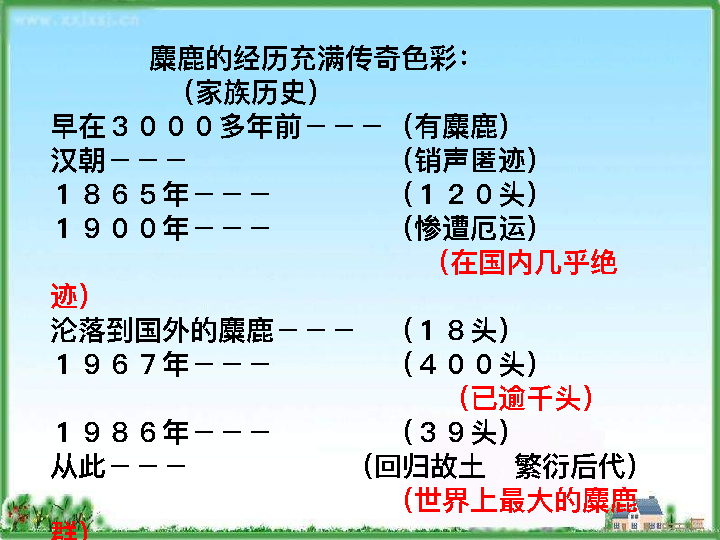 www.xxjxsj.cn
麋鹿的经历充满传奇色彩：
（家族历史）
早在３０００多年前－－－（有麋鹿）
汉朝－－－（销声匿迹）
１８６５年－－－（１２０头）
１９００年－－－（惨遭厄运）
（在国内几乎绝
迹）
沦落到国外的麋鹿－－－（１８头）
１９６７年－－－（４００头）
（已逾千头）
１９８６年－－－（３９头）
从此－－－（回归故土　繁衍后代）
（世界上最大的麋鹿
群）